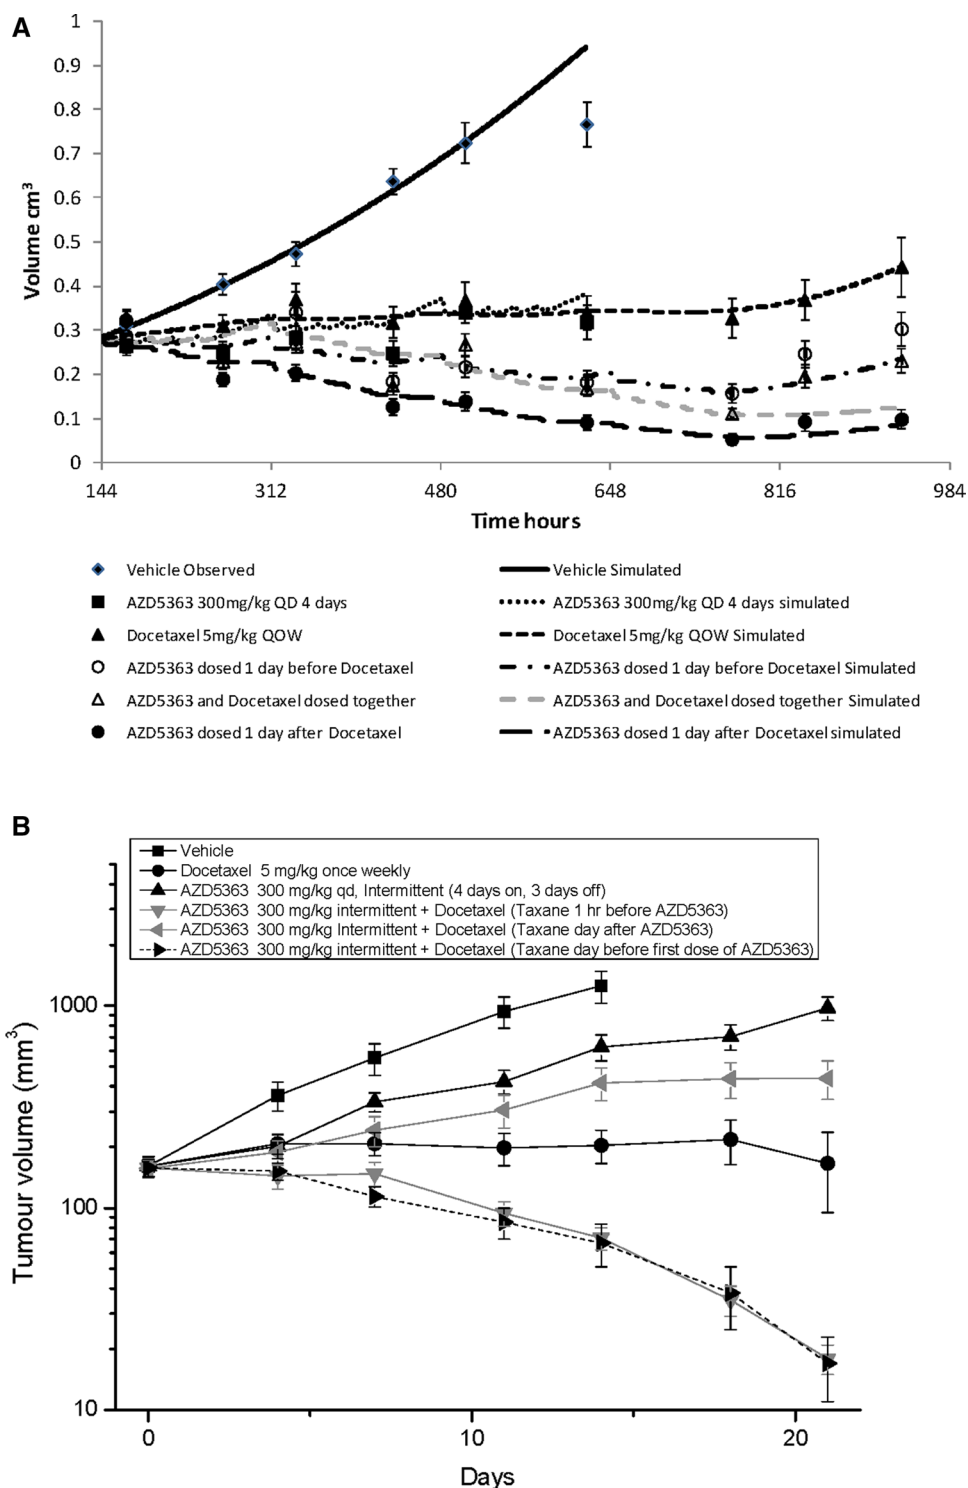 A
1
0.9
0.8
0.7
0.6
0.5
0.4
0.3
0.2
0.1
0
Volume cm³
144 312 480 648 816 984
Time hours
Vehicle Observed Vehicle Simulated
AZD5363 300mg/kg QD 4 days AZD5363 300mg/kg QD 4 days simulated
Docetaxel 5mg/kg QOW Docetaxel 5mg/kg QOW Simulated
AZD5363 dosed 1 day before Docetaxel AZD5363 dosed 1 day before Docetaxel Simulated
AZD5363 and Docetaxel dosed together AZD5363 and Docetaxel dosed together Simulated
AZD5363 dosed 1 day after Docetaxel AZD5363 dosed 1 day after Docetaxel simulated
B
Vehicle
Docetaxel 5 mg/kg once weekly
AZD5363 300 mg/kg qd, Intermittent (4 days on, 3 days off)
AZD5363 300 mg/kg intermittent + Docetaxel (Taxane 1 hr before AZD5363)
AZD5363 300 mg/kg Intermittent + Docetaxel (Taxane day after AZD5363)
AZD5363 300 mg/kg intermittent + Docetaxel (Taxane day before first dose of AZD5363)
1000
100
10
Tumour volume (mm³)
0 10 20
Days